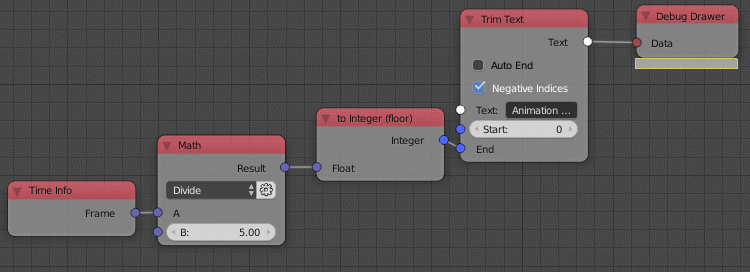 Time Info
Frame
Math
Result
Divide
A
B: 5.00
to Integer (floor)
Integer
Float
Trim Text
Text
Auto End
Negative Indices
Text: Animation ...
Start: 0
End
Debug Drawer
Data